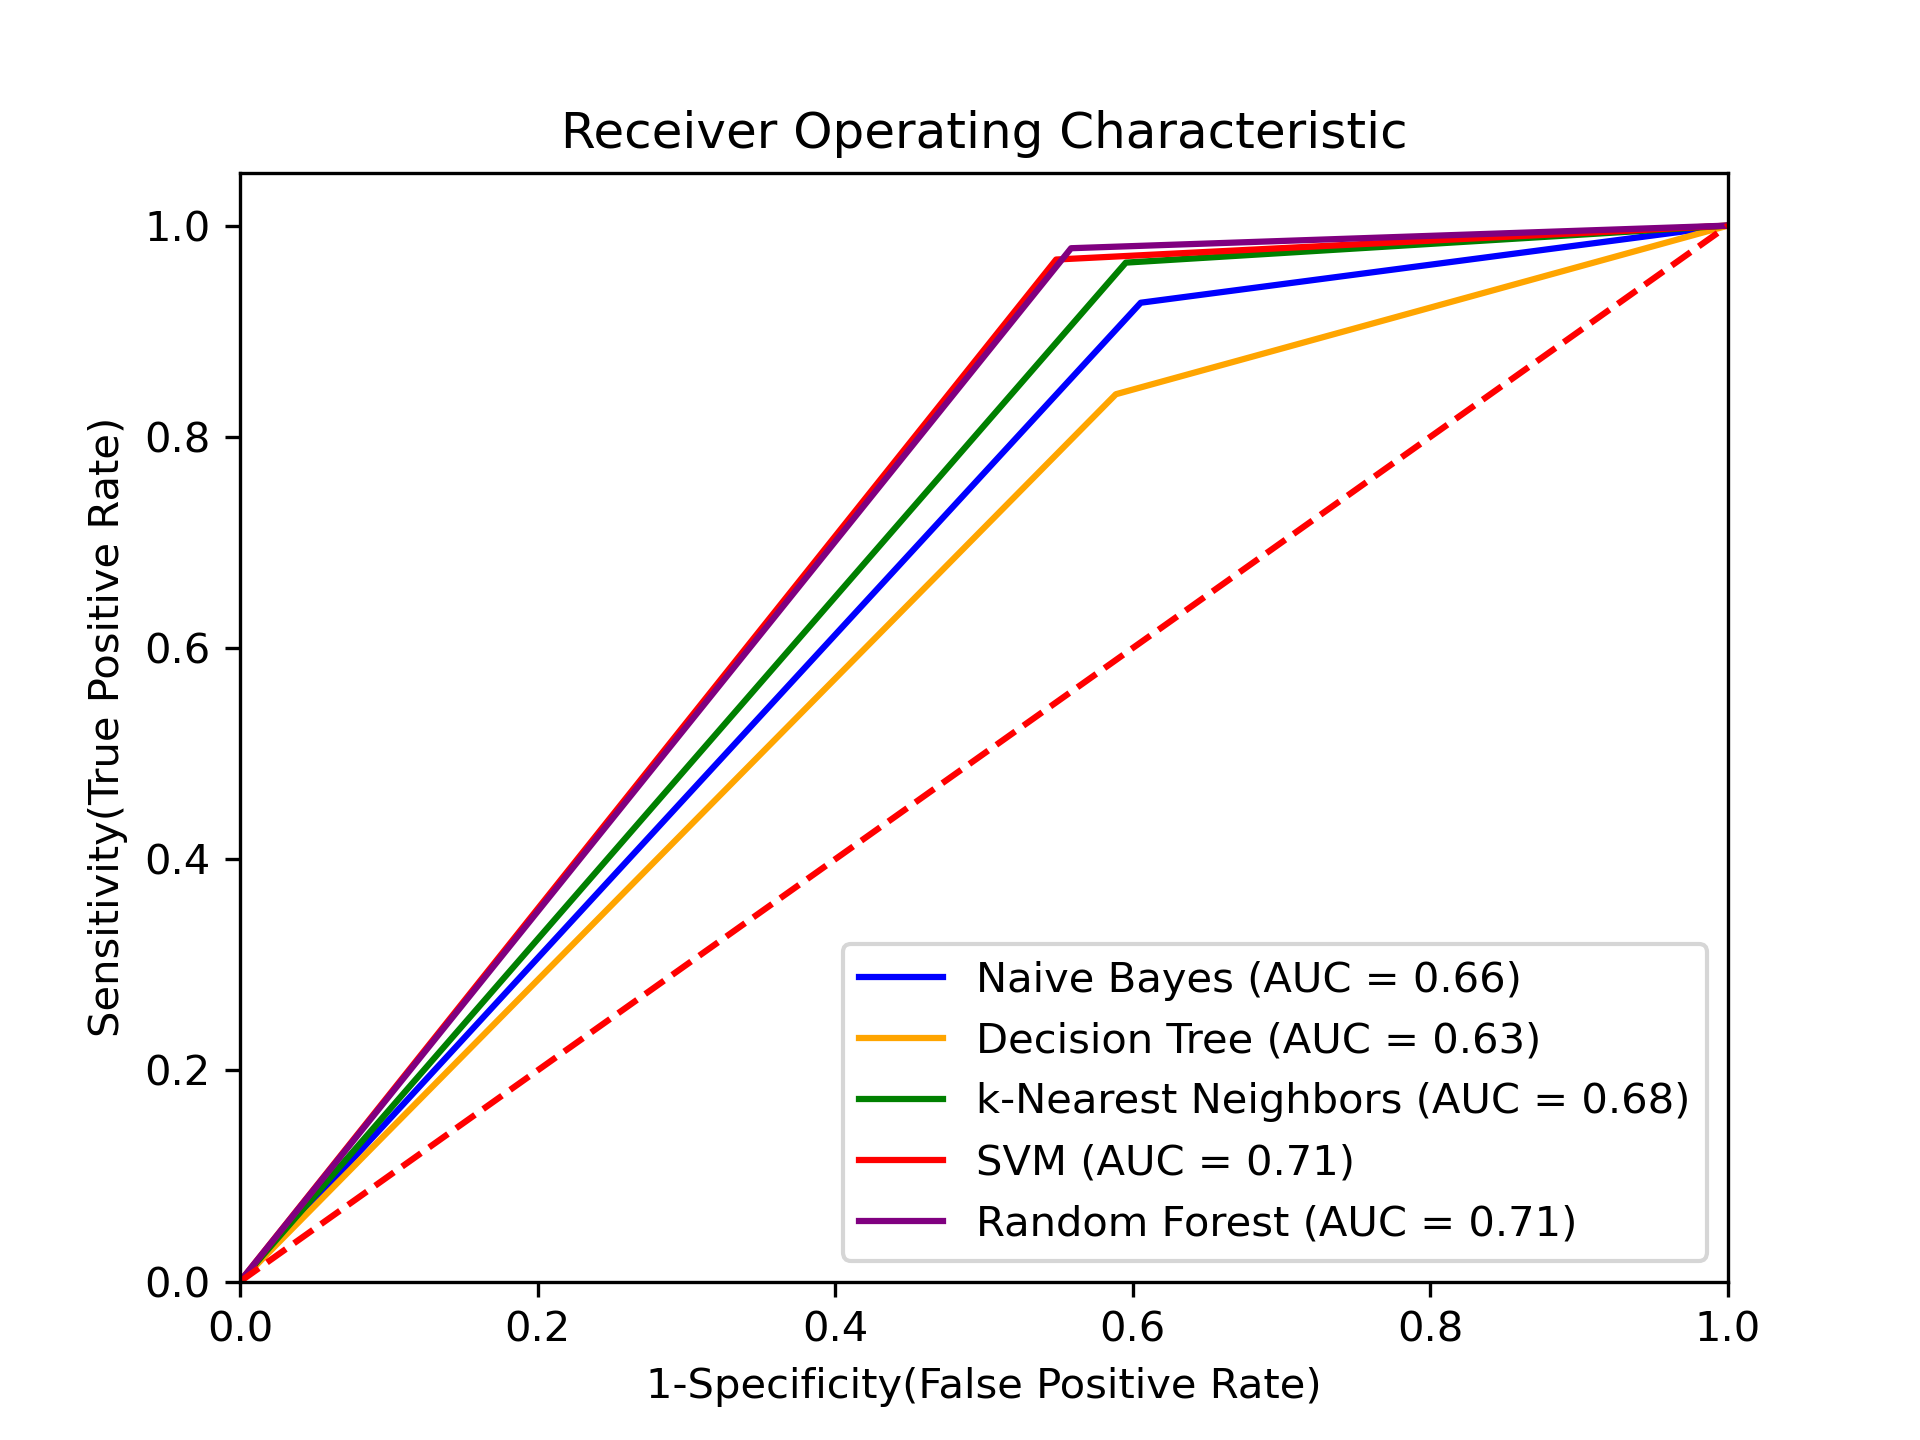 Receiver Operating Characteristic
1.0
0.8
0.6
0.4
0.2
0.0
Sensitivity(True Positive Rate)
Naive Bayes (AUC = 0.66)
Decision Tree (AUC = 0.63)
k-Nearest Neighbors (AUC = 0.68)
SVM (AUC = 0.71)
Random Forest (AUC = 0.71)
0.0 0.2 0.4 0.6 0.8 1.0
1-Specificity(False Positive Rate)